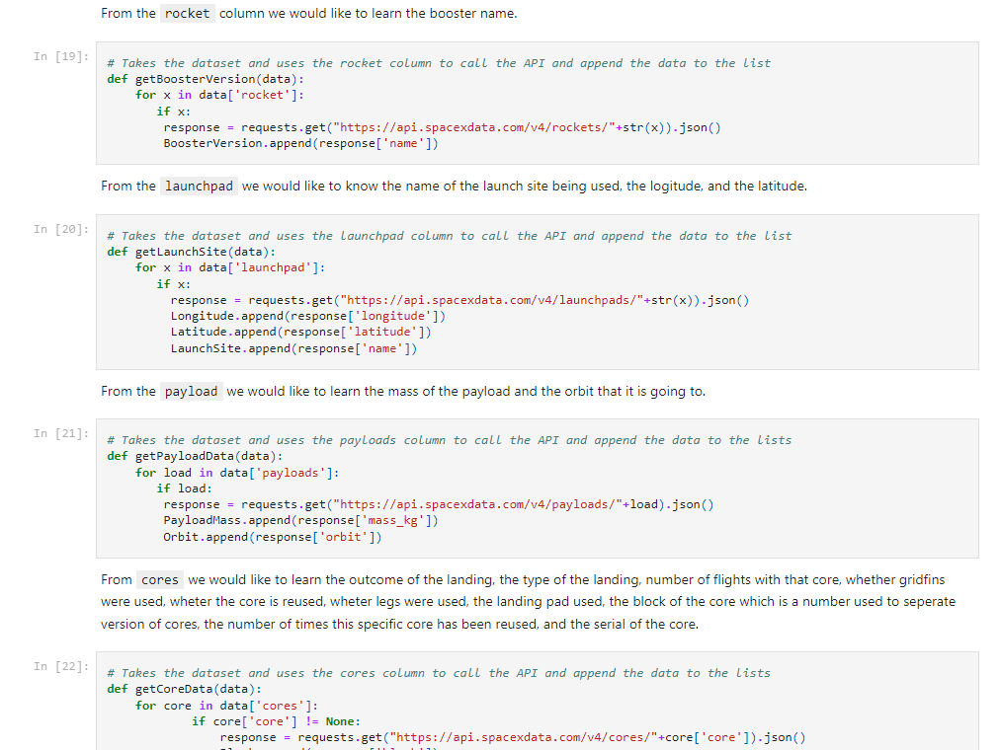 From the rocket column we would like to learn the booster name.
In [19]:
# Takes the dataset and uses the rocket column to call the API and append the data to the list
def getBoosterVersion(data):
for x in data['rocket']:
if x:
response = requests.get("https://api.spacexdata.com/v4/rockets/"+str(x)).json()
BoosterVersion.append(response['name'])
From the launchpad we would like to know the name of the launch site being used, the logitude, and the latitude.
In [20]:
# Takes the dataset and uses the launchpad column to call the API and append the data to the list
def getLaunchSite(data):
for x in data['launchpad']:
if x:
response = requests.get("https://api.spacexdata.com/v4/launchpads/"+str(x)).json()
Longitude.append(response['longitude'])
Latitude.append(response['latitude'])
LaunchSite.append(response['name'])
From the payload we would like to learn the mass of the payload and the orbit that it is going to.
In [21]:
# Takes the dataset and uses the payloads column to call the API and append the data to the lists
def getPayloadData(data):
for load in data['payloads']:
if load:
response = requests.get("https://api.spacexdata.com/v4/payloads/"+load).json()
PayloadMass.append(response['mass_kg'])
Orbit.append(response['orbit'])
From cores we would like to learn the outcome of the landing, the type of the landing, number of flights with that core, whether gridfins
were used, wheter the core is reused, wheter legs were used, the landing pad used, the block of the core which is a number used to seperate
version of cores, the number of times this specific core has been reused, and the serial of the core.
In [22]:
# Takes the dataset and uses the cores column to call the API and append the data to the lists
def getCoreData(data):
for core in data['cores']:
if core['core'] != None:
response = requests.get("https://api.spacexdata.com/v4/cores/"+core['core']).json()